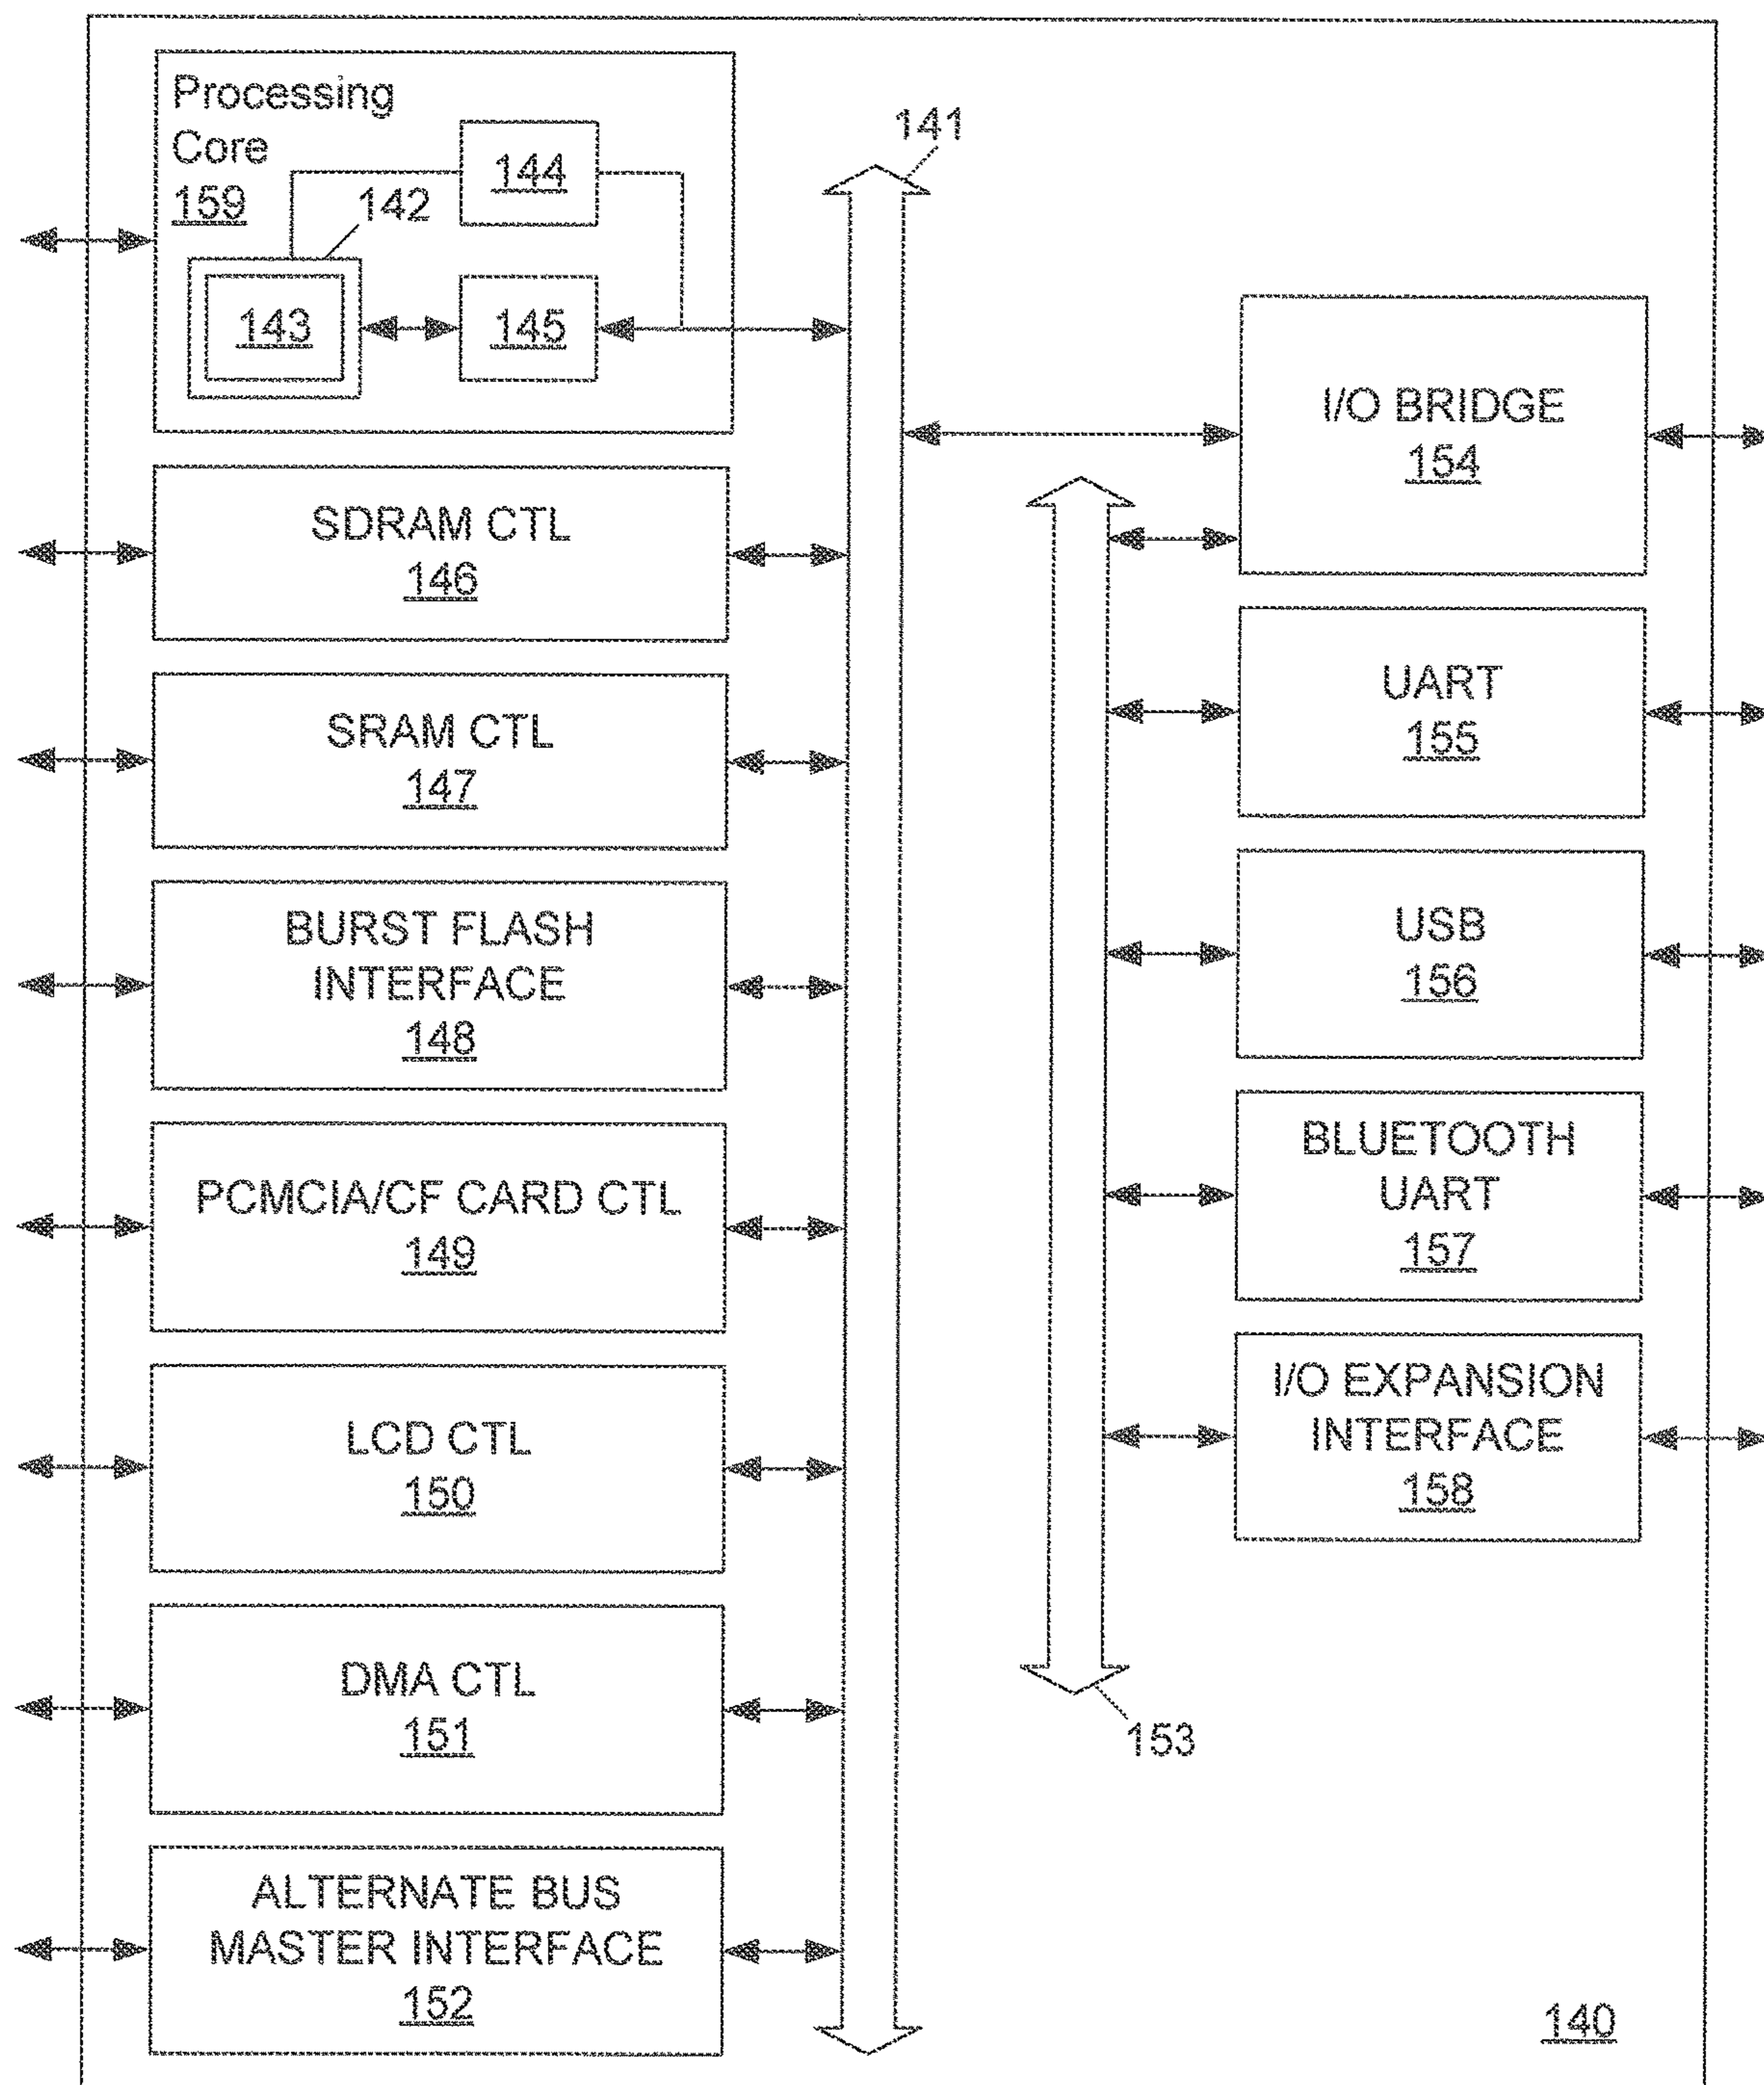 Processing
Core
159
142
144
143
145
141
SDRAM CTL
146
SRAM CTL
147
BURST FLASH
INTERFACE
148
PCMCIA/CF CARD CTL
149
LCD CTL
150
DMA CTL
151
ALTERNATE BUS
MASTER INTERFACE
152
I/O BRIDGE
154
UART
155
USB
156
BLUETOOTH
UART
157
I/O EXPANSION
INTERFACE
158
153
140